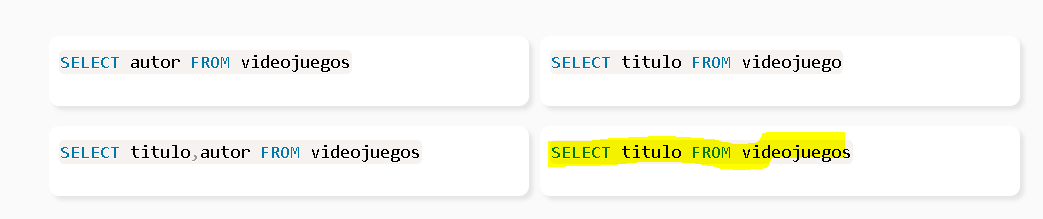 SELECT autor FROM videojuegos
SELECT titulo FROM videojuego
SELECT titulo,autor FROM videojuegos
SELECT titulo FROM videojuegos